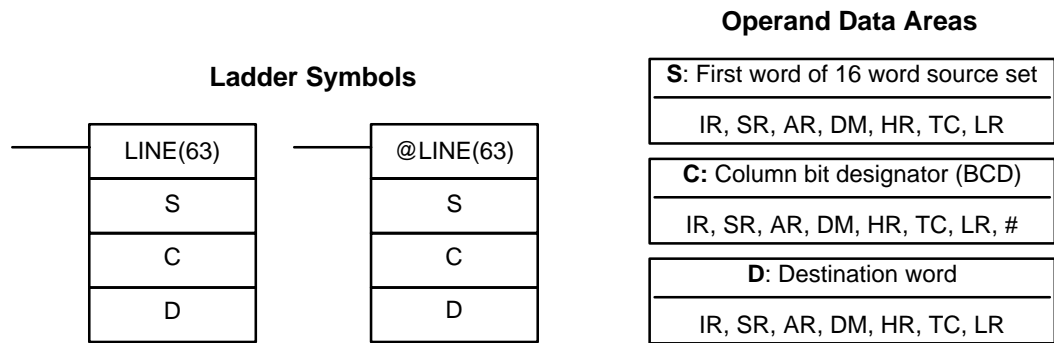 Ladder Symbols
LINE(63)
S
C
D
@LINE(63)
S
C
D
Operand Data Areas
S: First word of 16 word source set
IR, SR, AR, DM, HR, TC, LR
C: Column bit designator (BCD)
IR, SR, AR, DM, HR, TC, LR, #
D: Destination word
IR, SR, AR, DM, HR, TC, LR